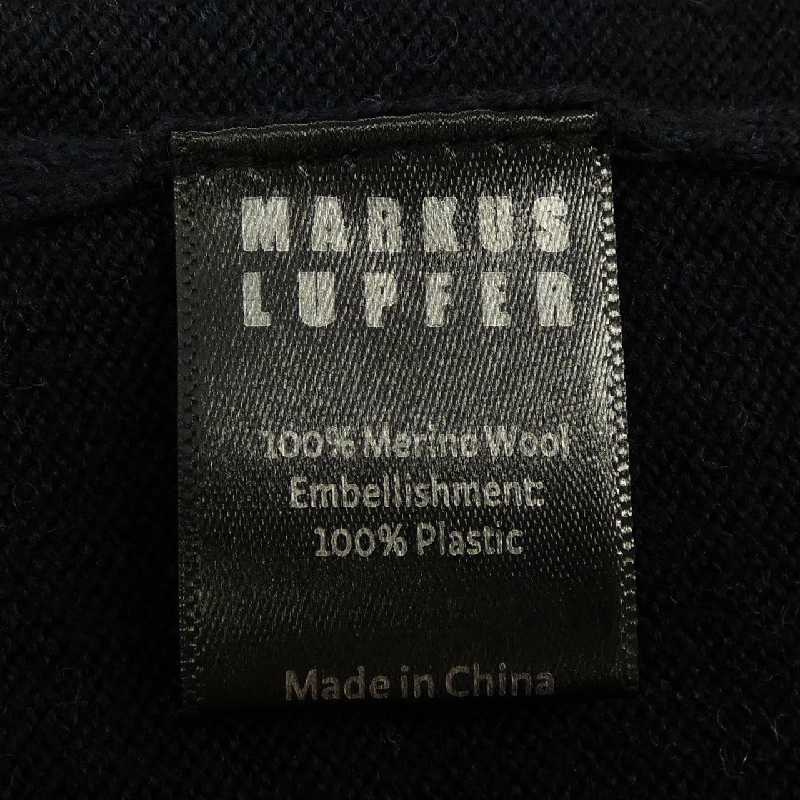 MARKUS
LUPFER
100% Merino Wool
Embellishment:
100% Plastic
Made in China